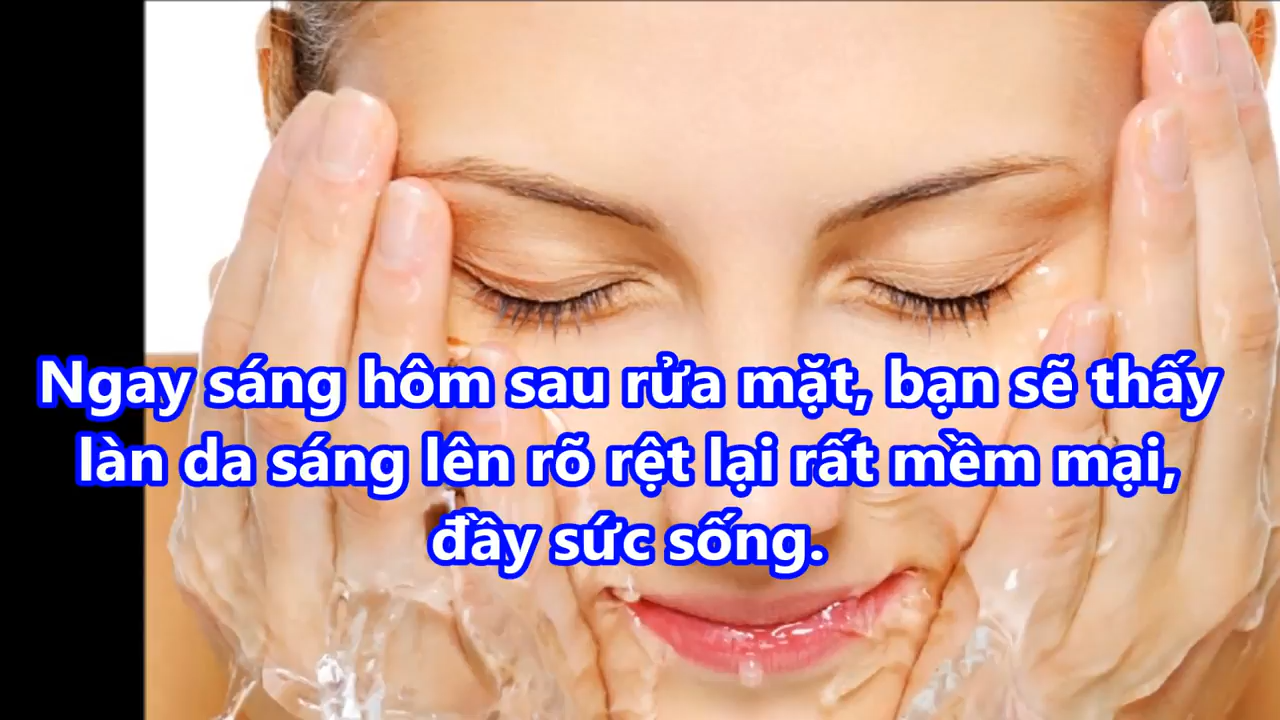 Ngay sáng hôm sau rửa mặt, bạn sẽ thấy
làn da sáng lên rõ rệt lại rất mềm mại,
đầy sức sống.